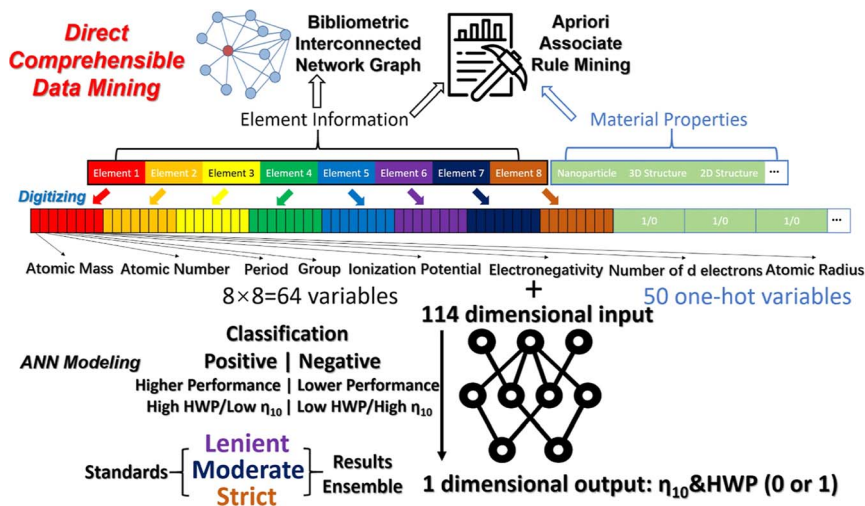 Direct
Comprehensible
Data Mining
Bibliometric
Interconnected
Network Graph
Apriori
Associate
Rule Mining
Element Information
Material Properties
Element 1 Element 2 Element 3 Element 4 Element 5 Element 6 Element 7 Element 8 Nanoparticle 3D Structure 2D Structure ...
Digitizing
1/0 1/0 1/0 ...
Atomic Mass Atomic Number Period Group Ionization Potential Electronegativity Number of d electrons Atomic Radius
8×8=64 variables + 50 one-hot variables
114 dimensional input
ANN Modeling
Classification
Positive | Negative
Higher Performance | Lower Performance
High HWP/Low η10 | Low HWP/High η10
Standards
Lenient
Moderate
Strict
Results
Ensemble
1 dimensional output: η10&HWP (0 or 1)